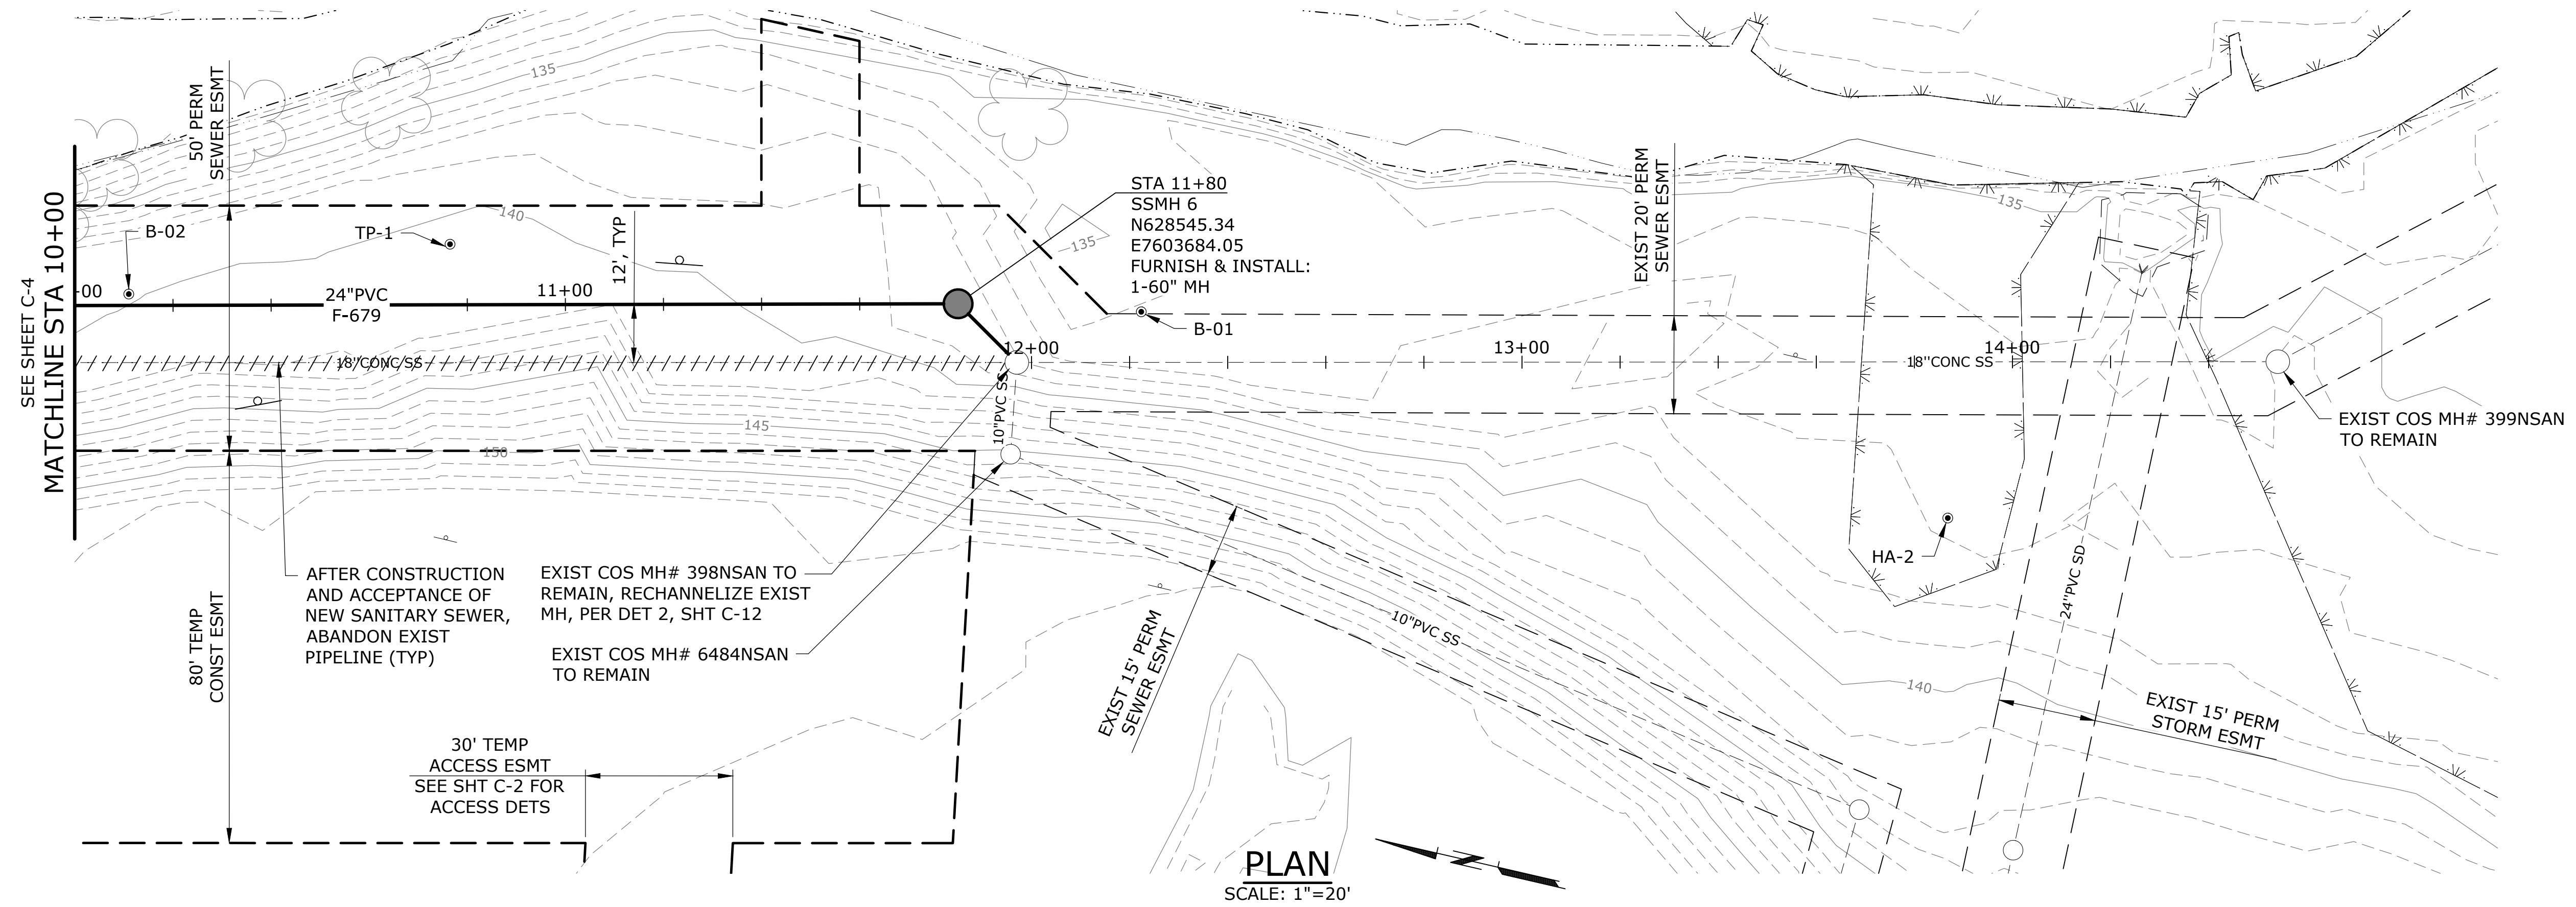 135
50' PERM
SEWER ESMT
SEE SHEET C-4
MATCHLINE STA 10+00
B-02
TP-1
140
12', TYP
-00
24"PVC
F-679
11+00
STA 11+80
SSMH 6
N628545.34
E7603684.05
FURNISH & INSTALL:
1-60" MH
135
B-01
EXIST 20' PERM
SEWER ESMT
135
18"CONC SS
12+00
13+00
14+00
18"CONC SS
10"PVC SS
145
150
EXIST COS MH# 399NSAN
TO REMAIN
HA-2
24"PVC SD
AFTER CONSTRUCTION
AND ACCEPTANCE OF
NEW SANITARY SEWER,
ABANDON EXIST
PIPELINE (TYP)
EXIST COS MH# 398NSAN TO
REMAIN, RECHANNELIZE EXIST
MH, PER DET 2, SHT C-12
EXIST COS MH# 6484NSAN
TO REMAIN
80' TEMP
CONST ESMT
EXIST 15' PERM
SEWER ESMT
10"PVC SS
140
EXIST 15' PERM
STORM ESMT
30' TEMP
ACCESS ESMT
SEE SHT C-2 FOR
ACCESS DETS
PLAN
SCALE: 1"=20'
N